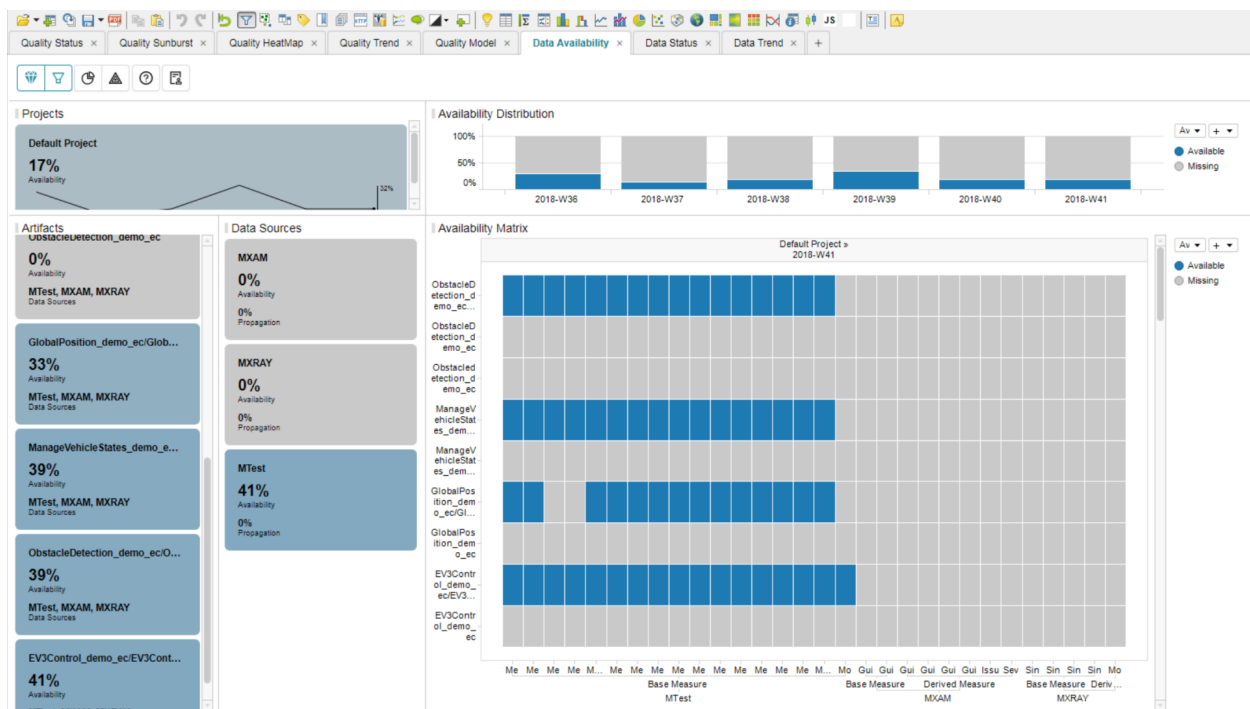 JS
Quality Status ×
Quality Sunburst ×
Quality HeatMap ×
Quality Trend ×
Quality Model ×
Data Availability ×
Data Status ×
Data Trend ×
+
Projects
Default Project
17%
Availability
32%
Artifacts
ObstacleDetection_demo_ec
0%
Availability
MTest, MXAM, MXRAY
Data Sources
GlobalPosition_demo_ec/Glob...
33%
Availability
MTest, MXAM, MXRAY
Data Sources
ManageVehicleStates_demo_e...
39%
Availability
MTest, MXAM, MXRAY
Data Sources
ObstacleDetection_demo_ec/O...
39%
Availability
MTest, MXAM, MXRAY
Data Sources
EV3Control_demo_ec/EV3Cont...
41%
Availability
Data Sources
MXAM
0%
Availability
0%
Propagation
MXRAY
0%
Availability
0%
Propagation
MTest
41%
Availability
0%
Propagation
Availability Distribution
100%
50%
0%
2018-W36 2018-W37 2018-W38 2018-W39 2018-W40 2018-W41
Av +
Available
Missing
Availability Matrix
Default Project »
2018-W41
Av +
Available
Missing
ObstacleD
etection_d
emo_ec...
ObstacleD
etection_d
emo_ec
Obstacled
etection_d
emo_ec
ManageV
ehicleStat
es_dem...
ManageV
ehicleStat
es_dem...
GlobalPos
ition_dem
o_ec/Gl...
GlobalPos
ition_dem
o_ec
EV3Contr
ol_demo_
ec/EV3...
EV3Contr
ol_demo_
ec
Me Me Me Me M... Me Me Me Me Me Me Me Me Me Me M... Mo Gui Gui Gui Gui Gui Gui Issu Sev Sin Sin Sin Sin Mo
Base Measure Base Measure Derived Measure Base Measure Deriv...
MTest MXAM MXRAY